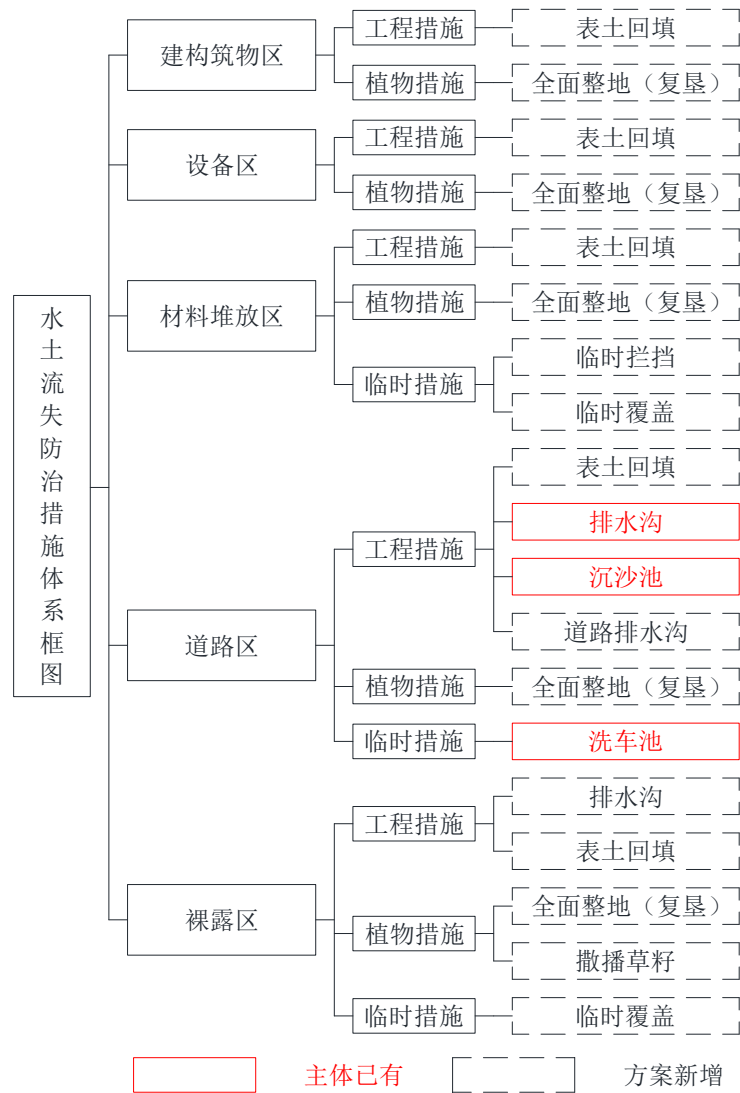 水土流失防治措施体系框图
建构筑物区
工程措施
表土回填
植物措施
全面整地（复垦）
设备区
工程措施
表土回填
植物措施
全面整地（复垦）
材料堆放区
工程措施
表土回填
植物措施
全面整地（复垦）
临时措施
临时拦挡
临时覆盖
道路区
工程措施
表土回填
排水沟
沉沙池
道路排水沟
植物措施
全面整地（复垦）
临时措施
洗车池
裸露区
工程措施
排水沟
表土回填
植物措施
全面整地（复垦）
撒播草籽
临时措施
临时覆盖
主体已有
方案新增